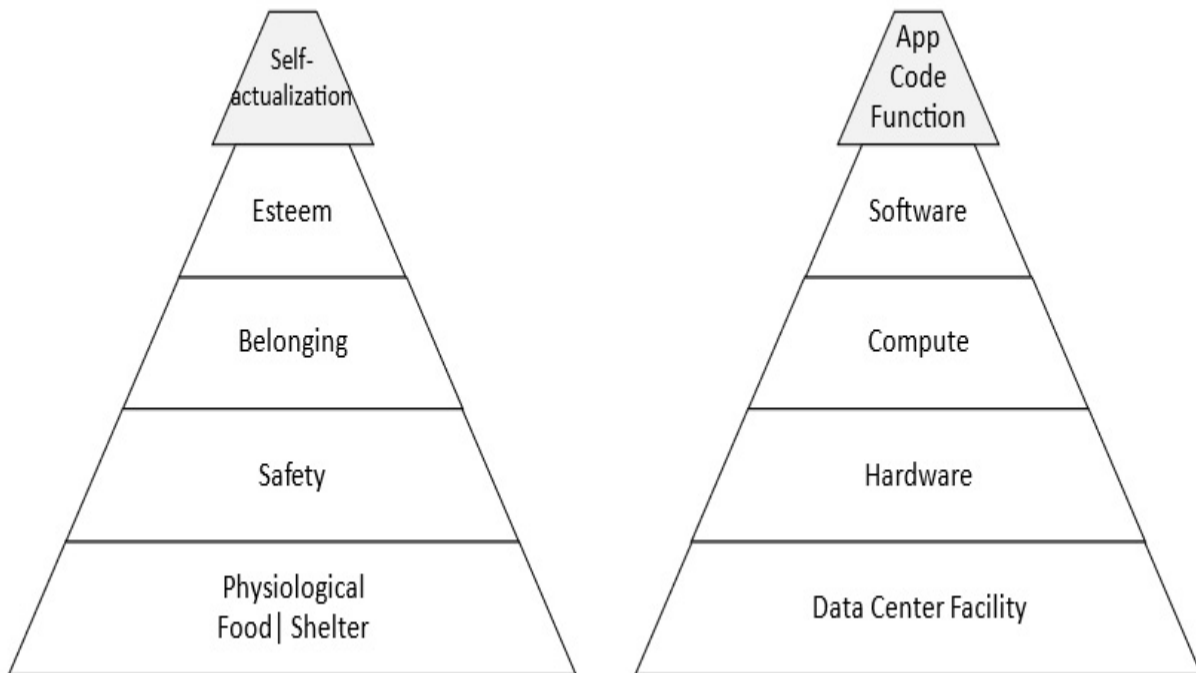 Self-
actualization
Esteem
Belonging
Safety
Physiological
Food| Shelter
App
Code
Function
Software
Compute
Hardware
Data Center Facility